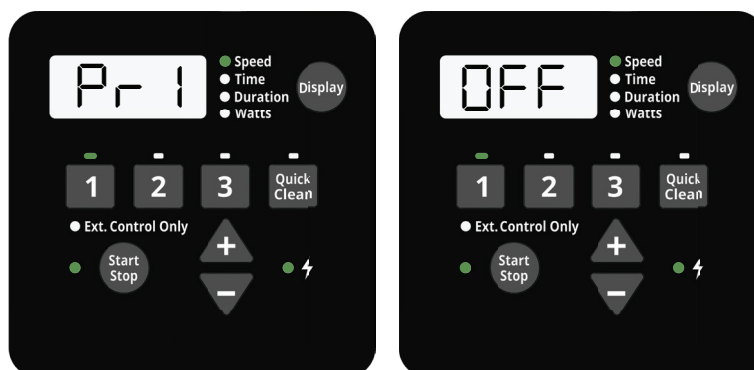 Pr 1
Speed
Time
Duration
Watts
Display
1
2
3
Quick
Clean
Ext. Control Only
Start
Stop
+
−
OFF
Speed
Time
Duration
Watts
Display
1
2
3
Quick
Clean
Ext. Control Only
Start
Stop
+
−